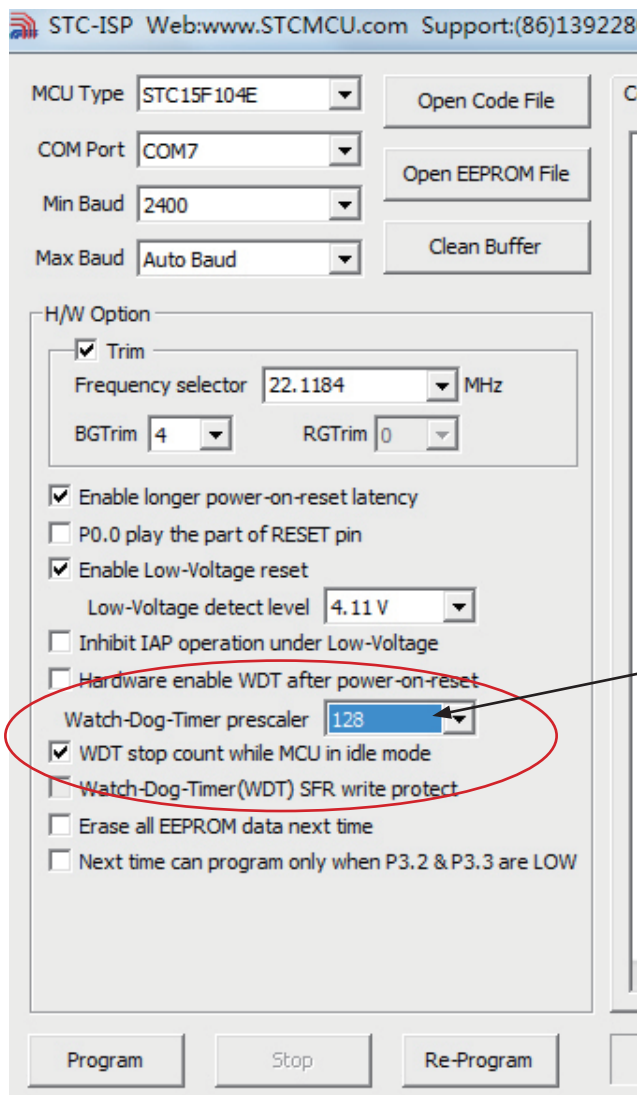 STC-ISP Web:www.STCMCU.com Support:(86)139228
MCU Type STC15F104E Open Code File
COM Port COM7 Open EEPROM File
Min Baud 2400
Max Baud Auto Baud Clean Buffer
H/W Option
Trim
Frequency selector 22.1184 MHz
BGTrim 4 RGTrim 0
Enable longer power-on-reset latency
P0.0 play the part of RESET pin
Enable Low-Voltage reset
Low-Voltage detect level 4.11 V
Inhibit IAP operation under Low-Voltage
Hardware enable WDT after power-on-reset
Watch-Dog-Timer prescaler 128
WDT stop count while MCU in idle mode
Watch-Dog-Timer(WDT) SFR write protect
Erase all EEPROM data next time
Next time can program only when P3.2 & P3.3 are LOW
Program Stop Re-Program